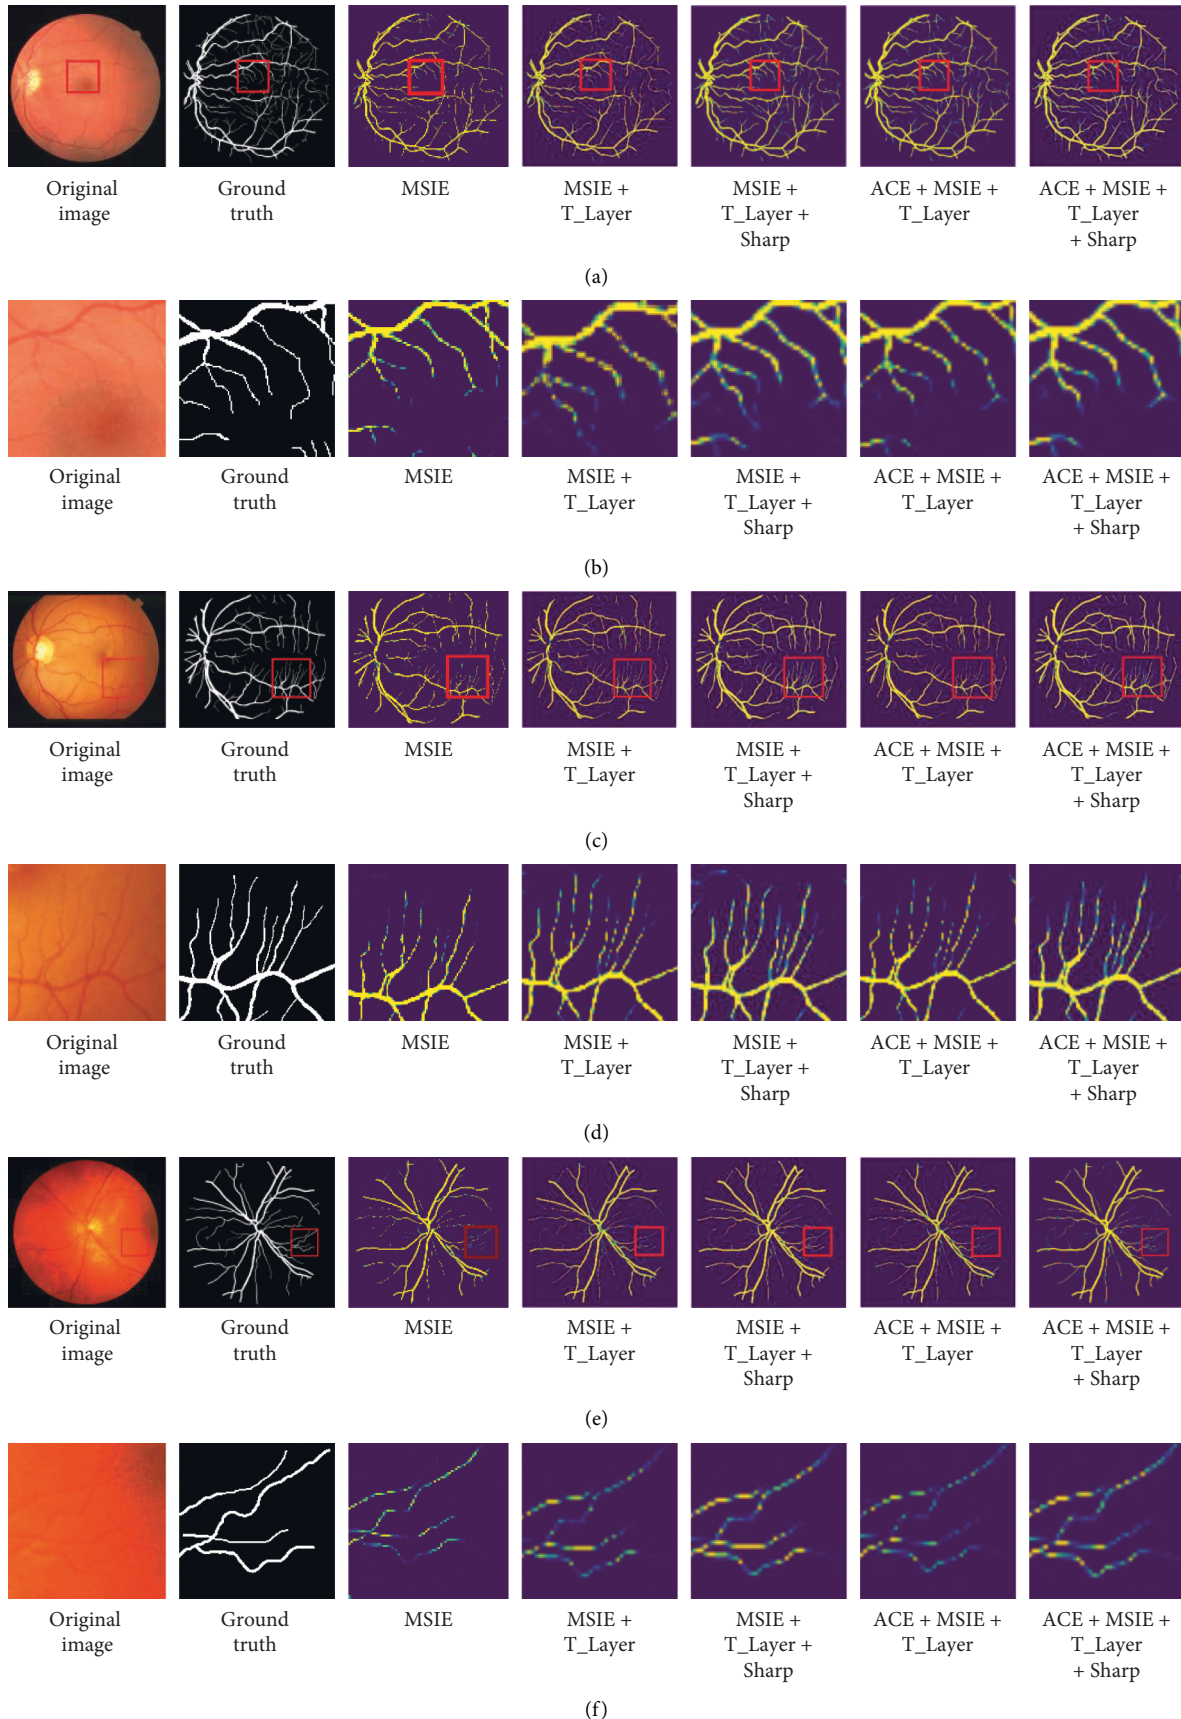 Original image
Ground truth
MSIE
MSIE + T_Layer
MSIE + T_Layer + Sharp
ACE + MSIE + T_Layer
ACE + MSIE + T_Layer + Sharp
(a)
Original image
Ground truth
MSIE
MSIE + T_Layer
MSIE + T_Layer + Sharp
ACE + MSIE + T_Layer
ACE + MSIE + T_Layer + Sharp
(b)
Original image
Ground truth
MSIE
MSIE + T_Layer
MSIE + T_Layer + Sharp
ACE + MSIE + T_Layer
ACE + MSIE + T_Layer + Sharp
(c)
Original image
Ground truth
MSIE
MSIE + T_Layer
MSIE + T_Layer + Sharp
ACE + MSIE + T_Layer
ACE + MSIE + T_Layer + Sharp
(d)
Original image
Ground truth
MSIE
MSIE + T_Layer
MSIE + T_Layer + Sharp
ACE + MSIE + T_Layer
ACE + MSIE + T_Layer + Sharp
(e)
Original image
Ground truth
MSIE
MSIE + T_Layer
MSIE + T_Layer + Sharp
ACE + MSIE + T_Layer
ACE + MSIE + T_Layer + Sharp
(f)